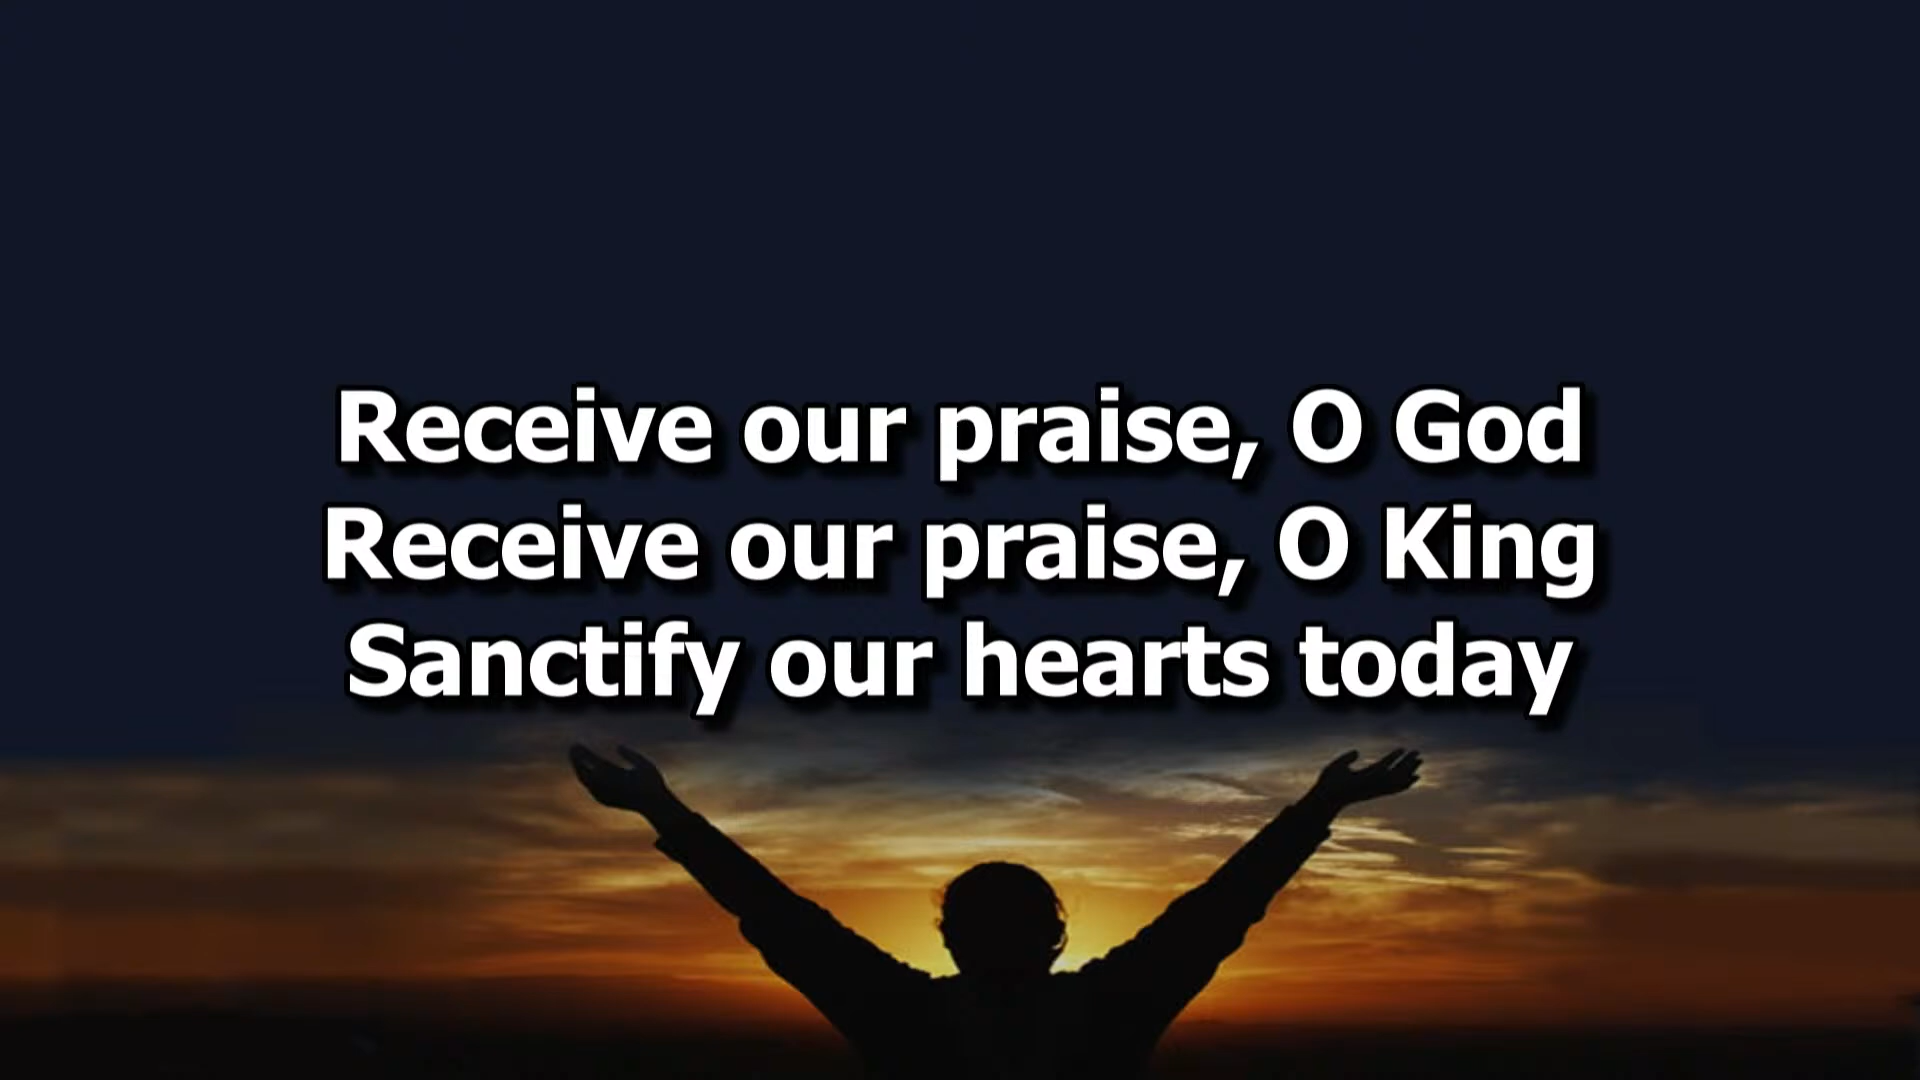 Receive our praise, O God
Receive our praise, O King
Sanctify our hearts today